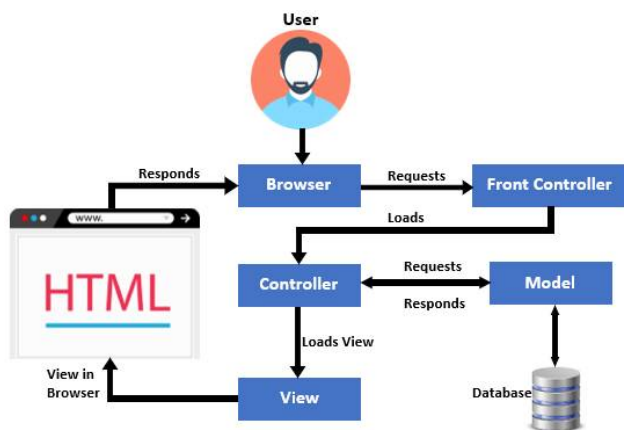 User
Responds
Browser
Requests
Front Controller
Loads
WWW.
HTML
Controller
Requests
Responds
Model
Loads View
View in
Browser
View
Database